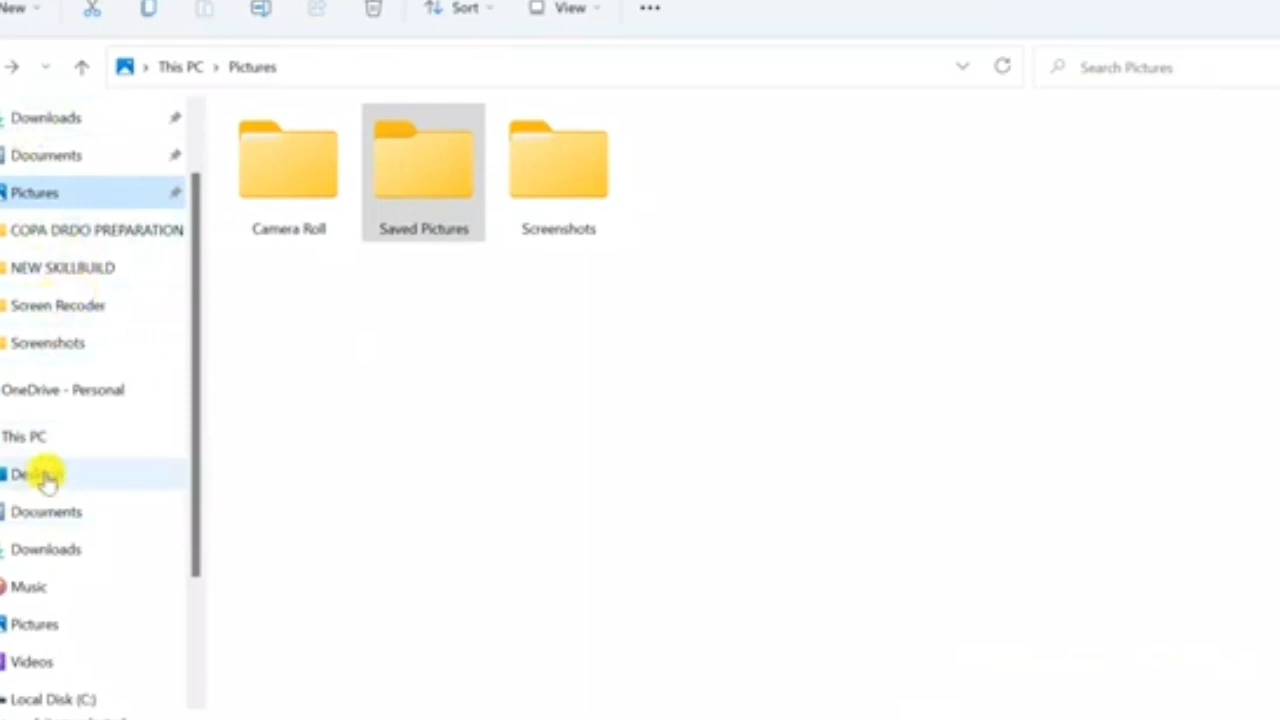 New
Sort
View
This PC
Pictures
Search Pictures
Downloads
Documents
Pictures
COPA DRDO PREPARATION
NEW SKILLBUILD
Screen Recoder
Screenshots
OneDrive - Personal
This PC
Documents
Downloads
Music
Pictures
Videos
Local Disk (C:)
Camera Roll
Saved Pictures
Screenshots